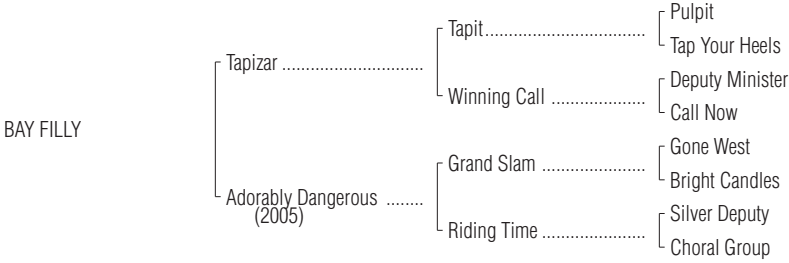 Pulpit
Tapit................................
Tap Your Heels
Tapizar ............................
Deputy Minister
Winning Call ...................
Call Now
BAY FILLY
Gone West
Grand Slam .....................
Bright Candles
Adorably Dangerous ........
(2005)
Silver Deputy
Riding Time .....................
Choral Group